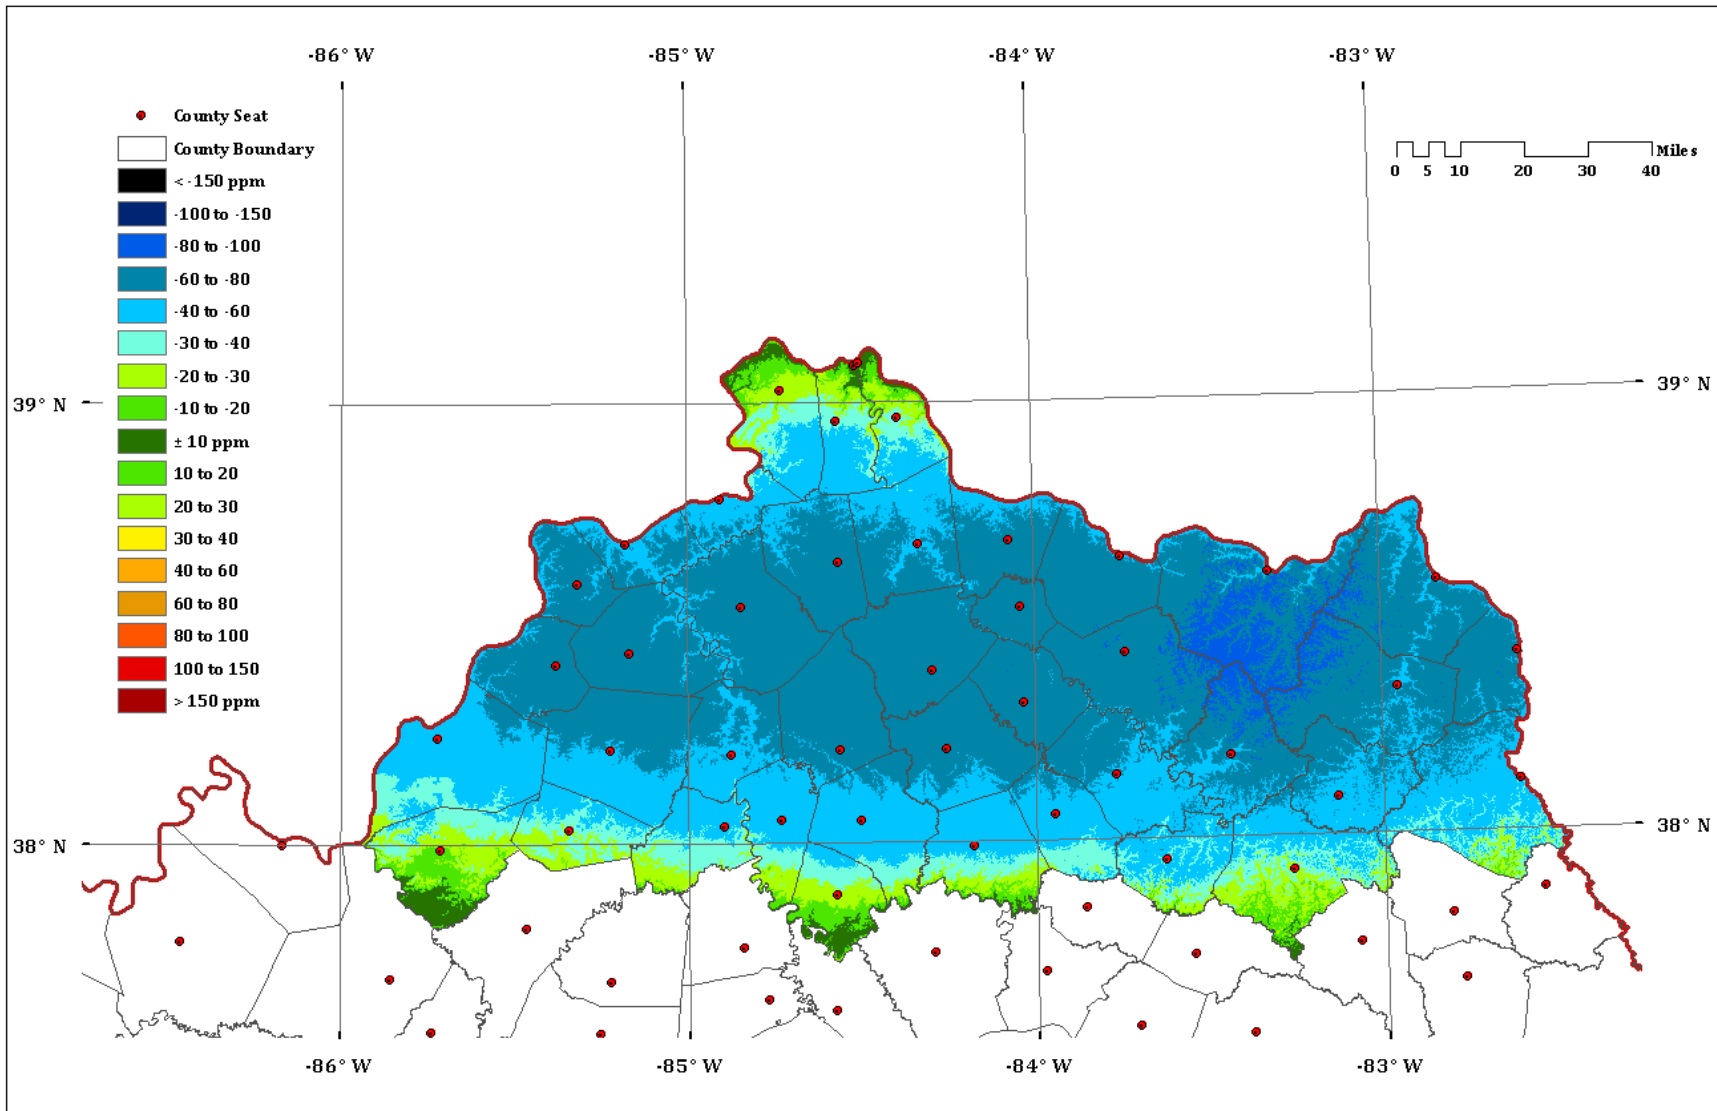 -86° W -85° W -84° W -83° W
County Seat
County Boundary
Miles
< -150 ppm
0 5 10 20 30 40
-100 to -150
-80 to -100
-60 to -80
-40 to -60
-30 to -40
-20 to -30
39° N
-10 to -20
39° N
± 10 ppm
10 to 20
20 to 30
30 to 40
40 to 60
60 to 80
80 to 100
100 to 150
> 150 ppm
38° N
38° N
-86° W -85° W -84° W -83° W